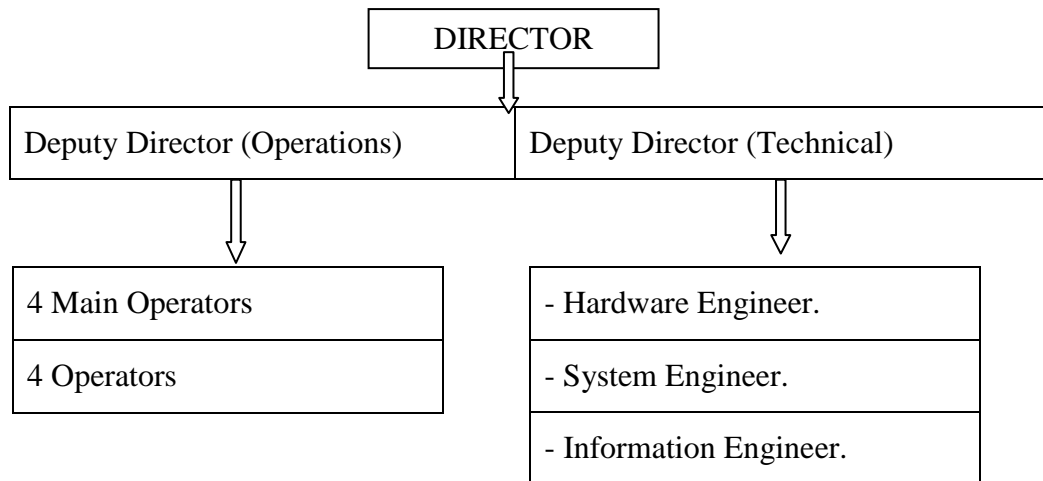 DIRECTOR
Deputy Director (Operations)
Deputy Director (Technical)
4 Main Operators
4 Operators
- Hardware Engineer.
- System Engineer.
- Information Engineer.